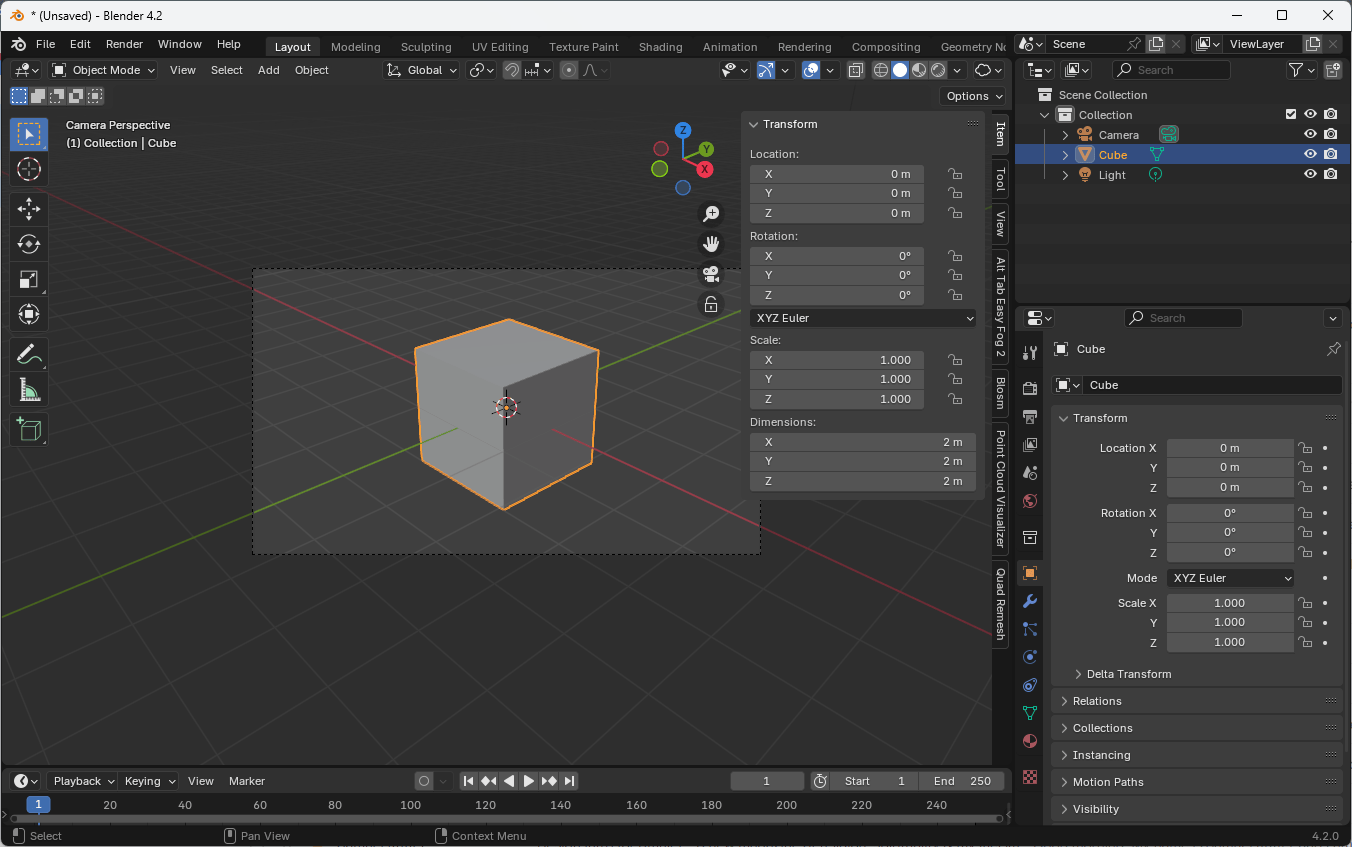 * (Unsaved) - Blender 4.2
File Edit Render Window Help Layout Modeling Sculpting UV Editing Texture Paint Shading Animation Rendering Compositing Geometry No Scene ViewLayer
Object Mode View Select Add Object Global Search
Options
Scene Collection
Collection
Camera
Cube
Light
Camera Perspective
(1) Collection | Cube
Z
Y
X
Transform
Location:
X 0 m
Y 0 m
Z 0 m
Rotation:
X 0°
Y 0°
Z 0°
XYZ Euler
Scale:
X 1.000
Y 1.000
Z 1.000
Dimensions:
X 2 m
Y 2 m
Z 2 m
Item
Tool
View
Alt Tab Easy Fog 2
Blosm
Point Cloud Visualizer
Quad Remesh
Search
Cube
Cube
Transform
Location X 0 m
Y 0 m
Z 0 m
Rotation X 0°
Y 0°
Z 0°
Mode XYZ Euler
Scale X 1.000
Y 1.000
Z 1.000
Delta Transform
Relations
Collections
Instancing
Motion Paths
Visibility
Playback Keying View Marker 1 Start 1 End 250
1 20 40 60 80 100 120 140 160 180 200 220 240
Select Pan View Context Menu 4.2.0